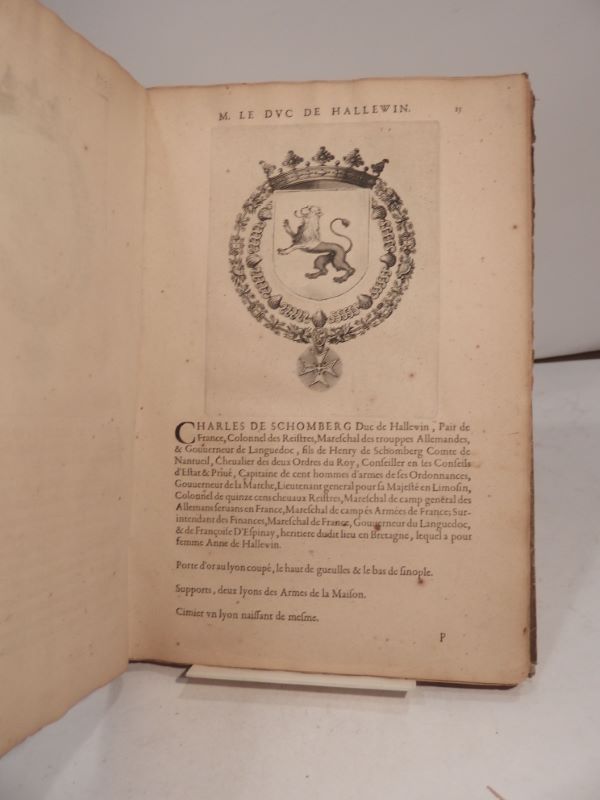 M. LE DVC DE HALLEWIN.
CHARLES DE SCHOMBERG Duc de Hallewin, Pair de
France, Colonnel des Reiſtres, Mareſchal des trouppes Allemandes,
& Gouuerneur de Languedoc, fils de Henry de Schomberg Comte de
Nantueil, Cheualier des deux Ordres du Roy, Conſeiller en ſes Conſeils
d'Eſtat & Priué, Capitaine de cent hommes d'armes de ſes Ordonnances,
Gouuerneur de la Marche, Lieutenant general pour ſa Majeſté en Limoſin,
Colonnel de quinze cens cheuaux Reiſtres, Mareſchal de camp general des
Allemans ſeruans en France, Mareſchal de camp és Armées de France, Sur-
intendant des Finances, Mareſchal de France, Gouuerneur du Languedoc,
& de Françoiſe D'Eſpinay, heritiere dudit lieu en Bretagne, lequel a pour
femme Anne de Hallewin.
Porte d'or au lyon coupé, le haut de gueulles & le bas de ſinople.
Supports, deux lyons des Armes de la Maiſon.
Cimier vn lyon naiſſant de meſme.
P